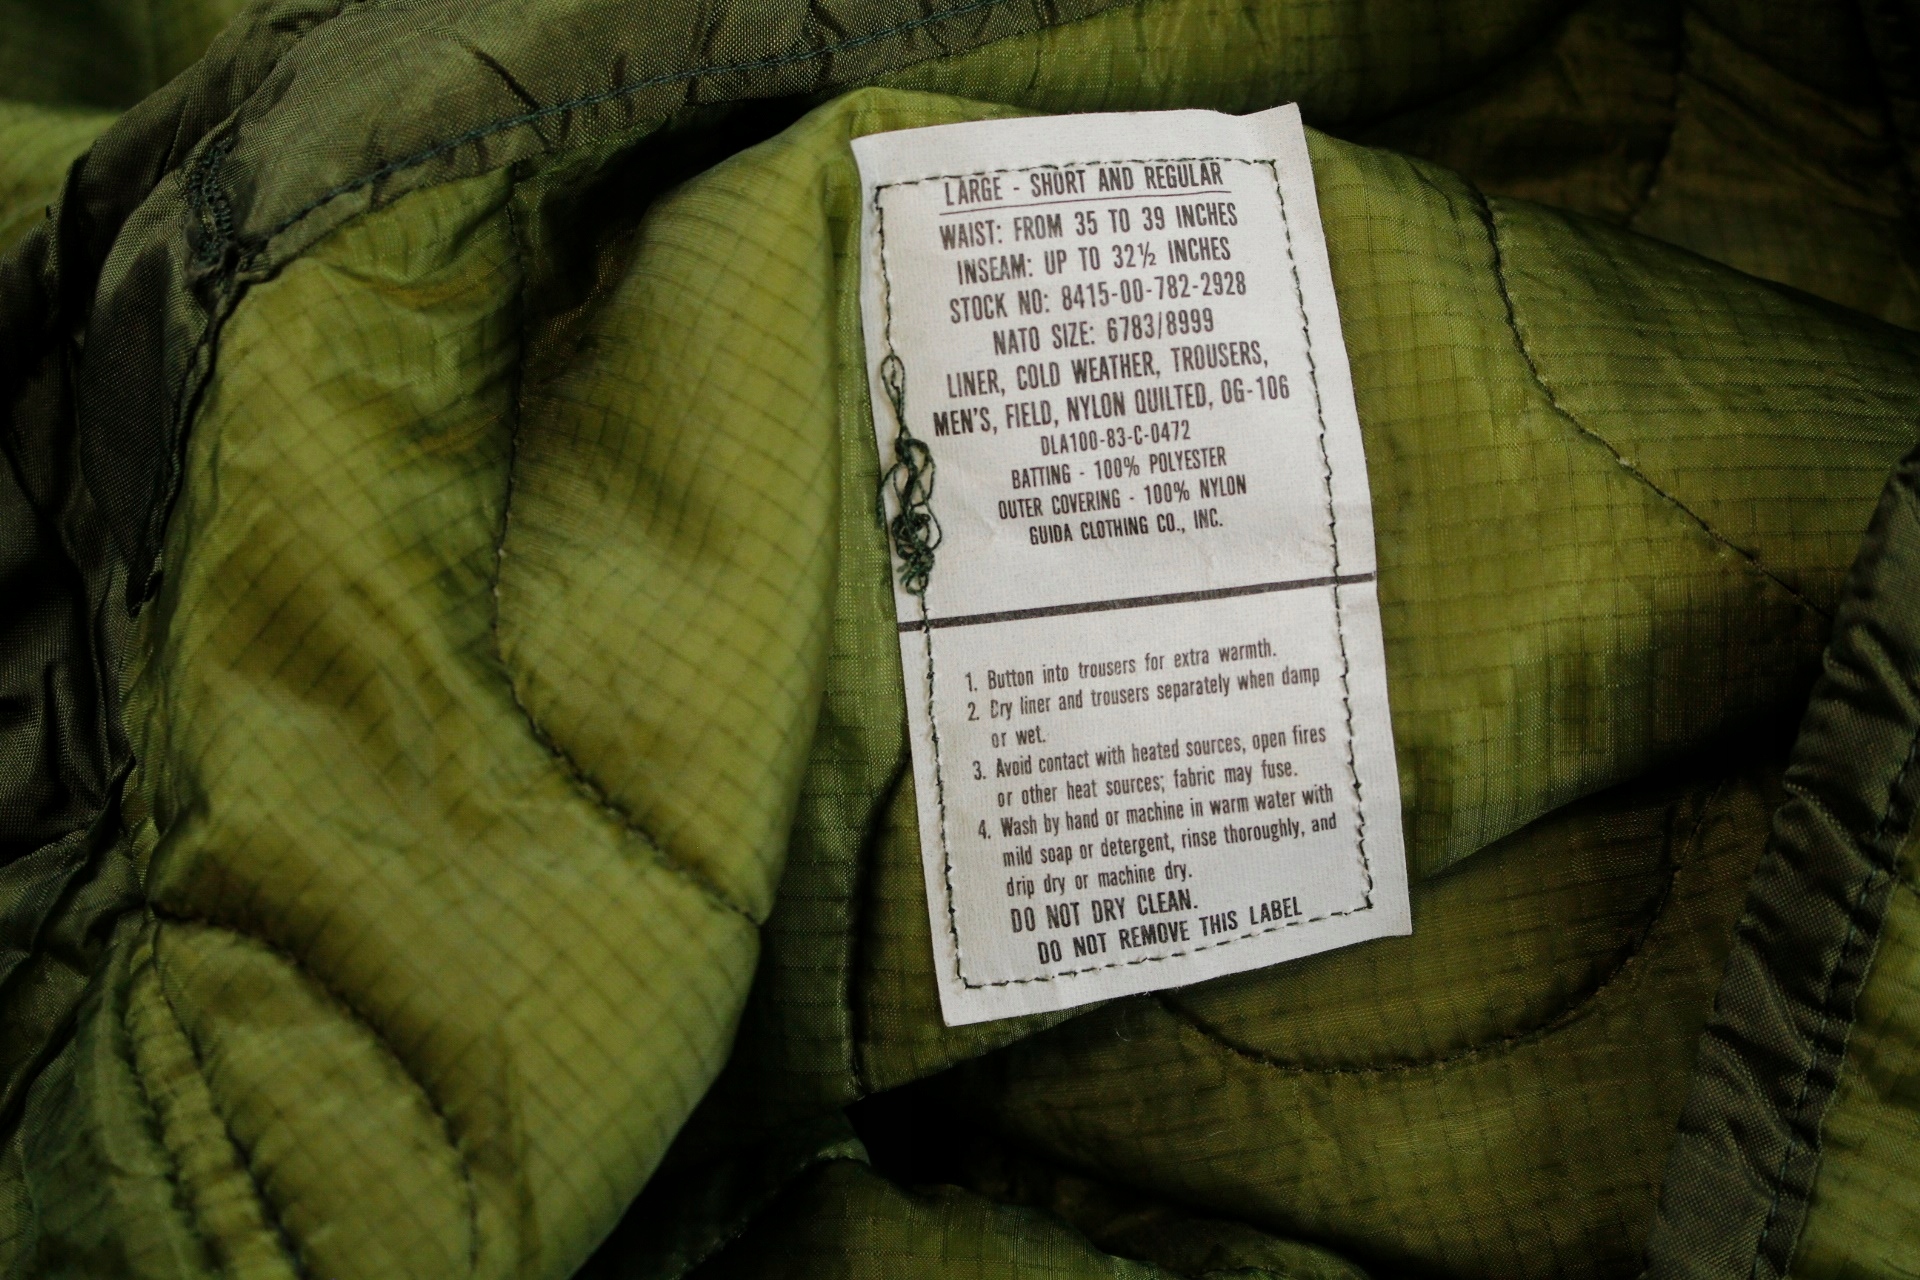 LARGE - SHORT AND REGULAR
WAIST: FROM 35 TO 39 INCHES
INSEAM: UP TO 32½ INCHES
STOCK NO: 8415-00-782-2928
NATO SIZE: 6783/8999
LINER, COLD WEATHER, TROUSERS,
MEN'S, FIELD, NYLON QUILTED, OG-106
DLA100-83-C-0472
BATTING - 100% POLYESTER
OUTER COVERING - 100% NYLON
GUIDA CLOTHING CO., INC.
1. Button into trousers for extra warmth.
2. Dry liner and trousers separately when damp
or wet.
3. Avoid contact with heated sources, open fires
or other heat sources; fabric may fuse.
4. Wash by hand or machine in warm water with
mild soap or detergent, rinse thoroughly, and
drip dry or machine dry.
DO NOT DRY CLEAN.
DO NOT REMOVE THIS LABEL